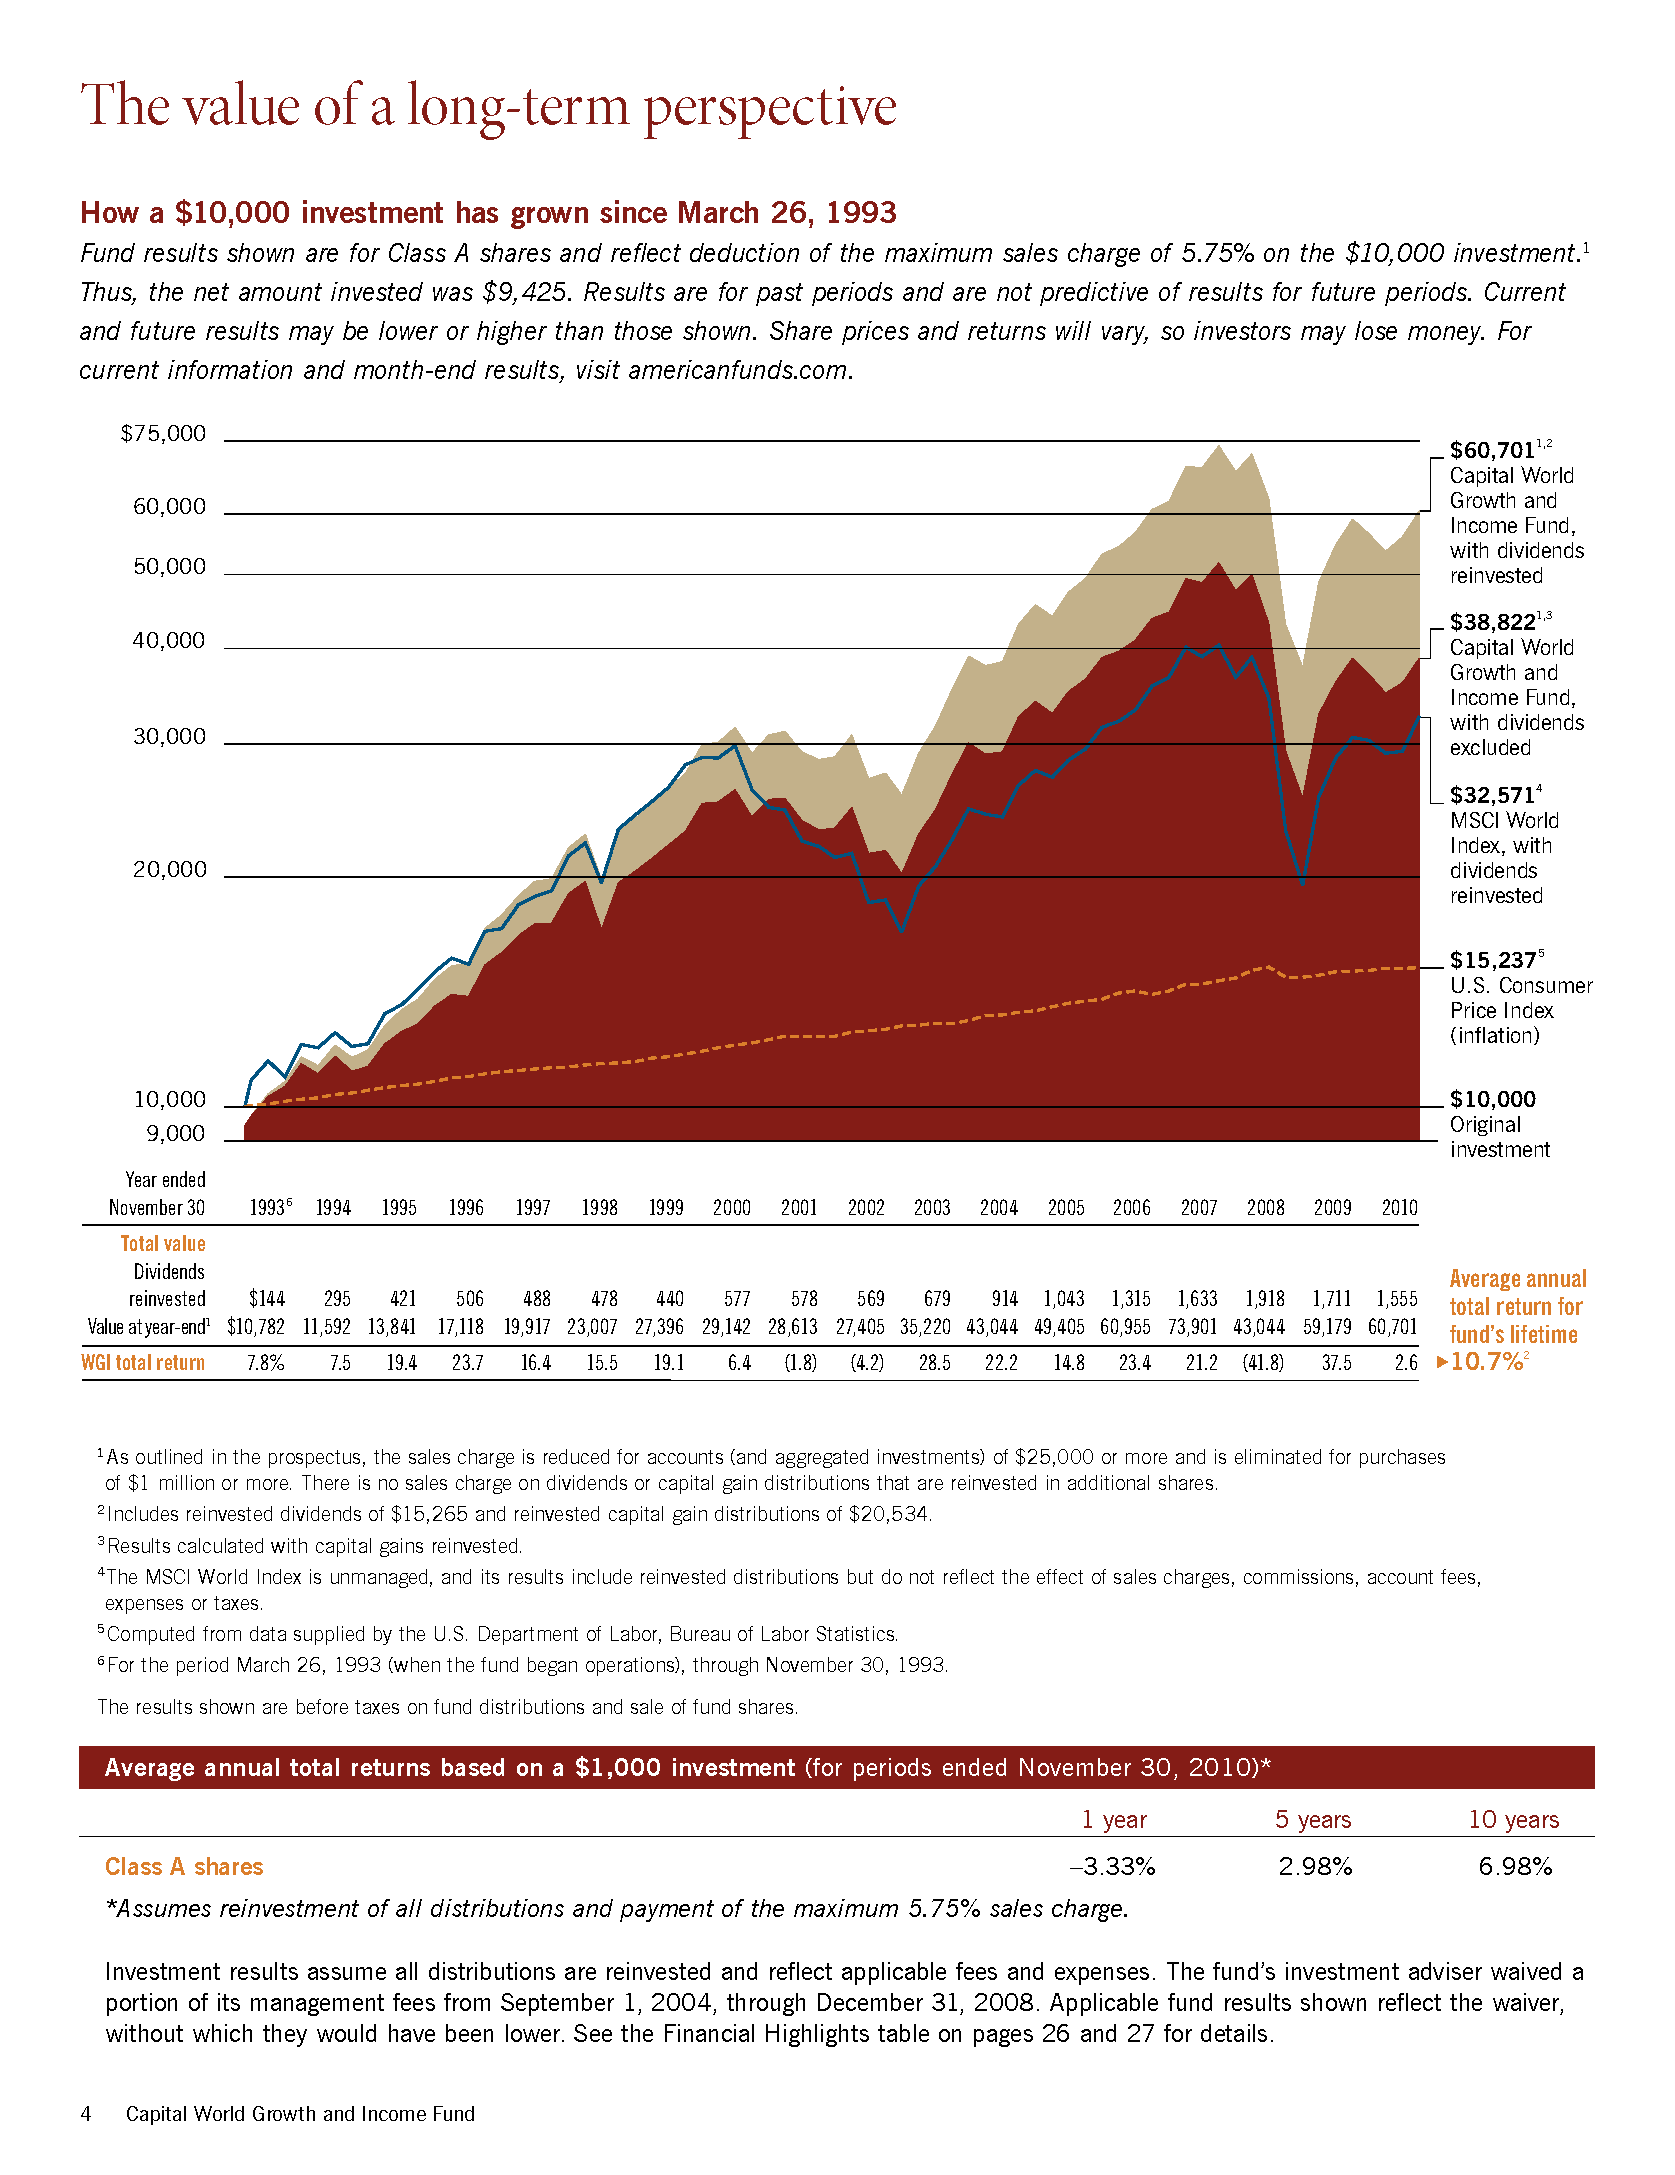 The value of a long-term perspective
How a $10,000 investment has grown since March 26, 1993
Fund results shown are for Class A shares and reflect deduction of the maximum sales charge of 5.75% on the $10,000 investment.1
Thus, the net amount invested was $9,425. Results are for past periods and are not predictive of results for future periods. Current
and future results may be lower or higher than those shown. Share prices and returns will vary, so investors may lose money. For
current information and month-end results, visit americanfunds.com.
$75,000
60,000
50,000
40,000
30,000
20,000
10,000
9,000
$60,7011,2
Capital World
Growth and
Income Fund,
with dividends
reinvested
$38,8221,3
Capital World
Growth and
Income Fund,
with dividends
excluded
$32,5714
MSCI World
Index, with
dividends
reinvested
$15,2375
U.S. Consumer
Price Index
(inflation)
$10,000
Original
investment
Year ended
November 30 19936 1994 1995 1996 1997 1998 1999 2000 2001 2002 2003 2004 2005 2006 2007 2008 2009 2010
Total value
Dividends
reinvested $144 295 421 506 488 478 440 577 578 569 679 914 1,043 1,315 1,633 1,918 1,711 1,555
Value at year-end1 $10,782 11,592 13,841 17,118 19,917 23,007 27,396 29,142 28,613 27,405 35,220 43,044 49,405 60,955 73,901 43,044 59,179 60,701
WGI total return 7.8% 7.5 19.4 23.7 16.4 15.5 19.1 6.4 (1.8) (4.2) 28.5 22.2 14.8 23.4 21.2 (41.8) 37.5 2.6
Average annual
total return for
fund's lifetime
▶10.7%2
1 As outlined in the prospectus, the sales charge is reduced for accounts (and aggregated investments) of $25,000 or more and is eliminated for purchases
of $1 million or more. There is no sales charge on dividends or capital gain distributions that are reinvested in additional shares.
2 Includes reinvested dividends of $15,265 and reinvested capital gain distributions of $20,534.
3 Results calculated with capital gains reinvested.
4 The MSCI World Index is unmanaged, and its results include reinvested distributions but do not reflect the effect of sales charges, commissions, account fees,
expenses or taxes.
5 Computed from data supplied by the U.S. Department of Labor, Bureau of Labor Statistics.
6 For the period March 26, 1993 (when the fund began operations), through November 30, 1993.
The results shown are before taxes on fund distributions and sale of fund shares.
Average annual total returns based on a $1,000 investment (for periods ended November 30, 2010)*
1 year 5 years 10 years
Class A shares –3.33% 2.98% 6.98%
*Assumes reinvestment of all distributions and payment of the maximum 5.75% sales charge.
Investment results assume all distributions are reinvested and reflect applicable fees and expenses. The fund's investment adviser waived a
portion of its management fees from September 1, 2004, through December 31, 2008. Applicable fund results shown reflect the waiver,
without which they would have been lower. See the Financial Highlights table on pages 26 and 27 for details.
4 Capital World Growth and Income Fund